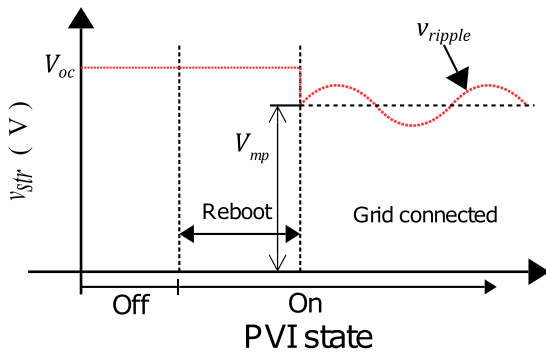 v_ripple
V_oc
v_str ( V )
V_mp
Reboot
Grid connected
Off
On
PVI state